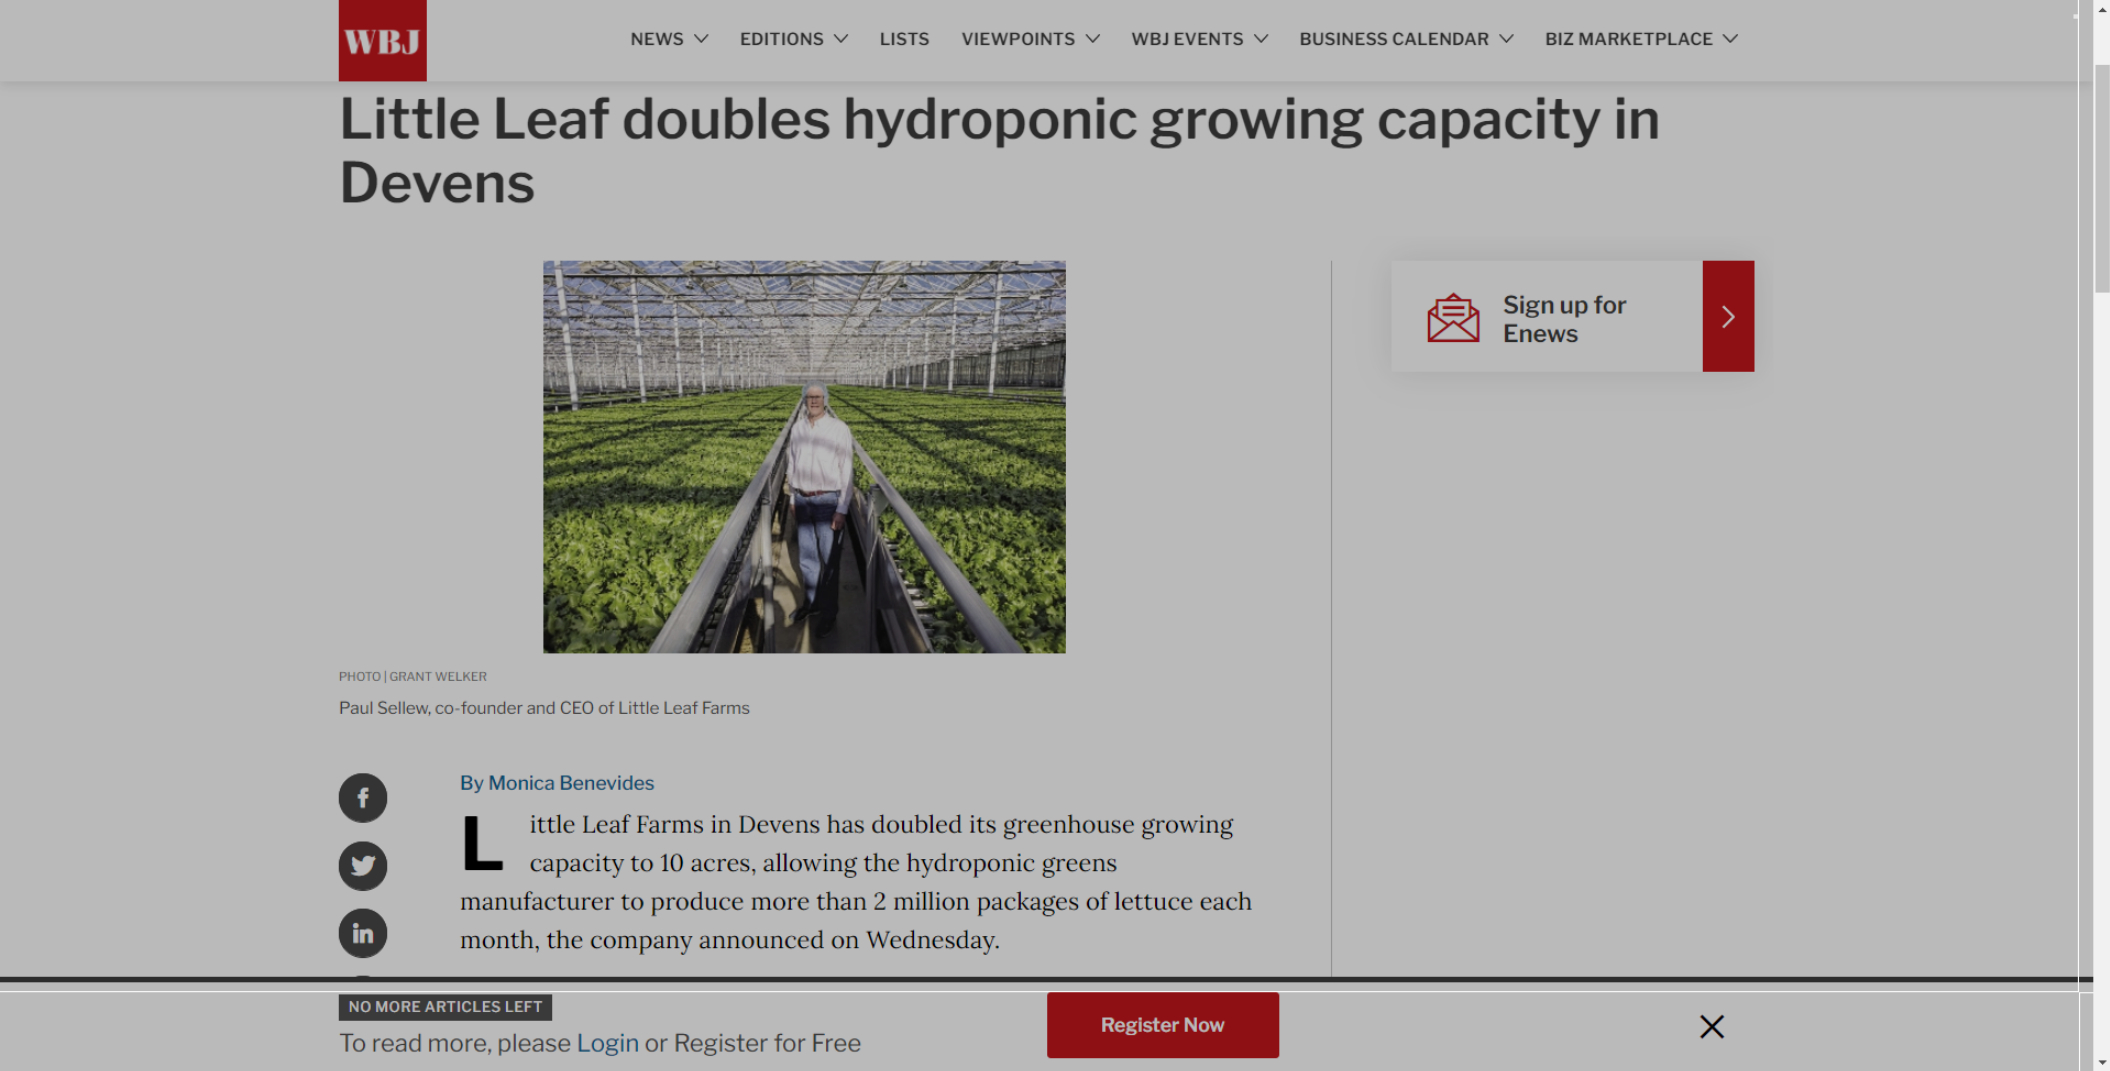 WBJ
NEWS
EDITIONS
LISTS
VIEWPOINTS
WBJ EVENTS
BUSINESS CALENDAR
BIZ MARKETPLACE
Little Leaf doubles hydroponic growing capacity in
Devens
Sign up for
Enews
PHOTO | GRANT WELKER
Paul Sellew, co-founder and CEO of Little Leaf Farms
By Monica Benevides
Little Leaf Farms in Devens has doubled its greenhouse growing
capacity to 10 acres, allowing the hydroponic greens
manufacturer to produce more than 2 million packages of lettuce each
month, the company announced on Wednesday.
NO MORE ARTICLES LEFT
To read more, please Login or Register for Free
Register Now